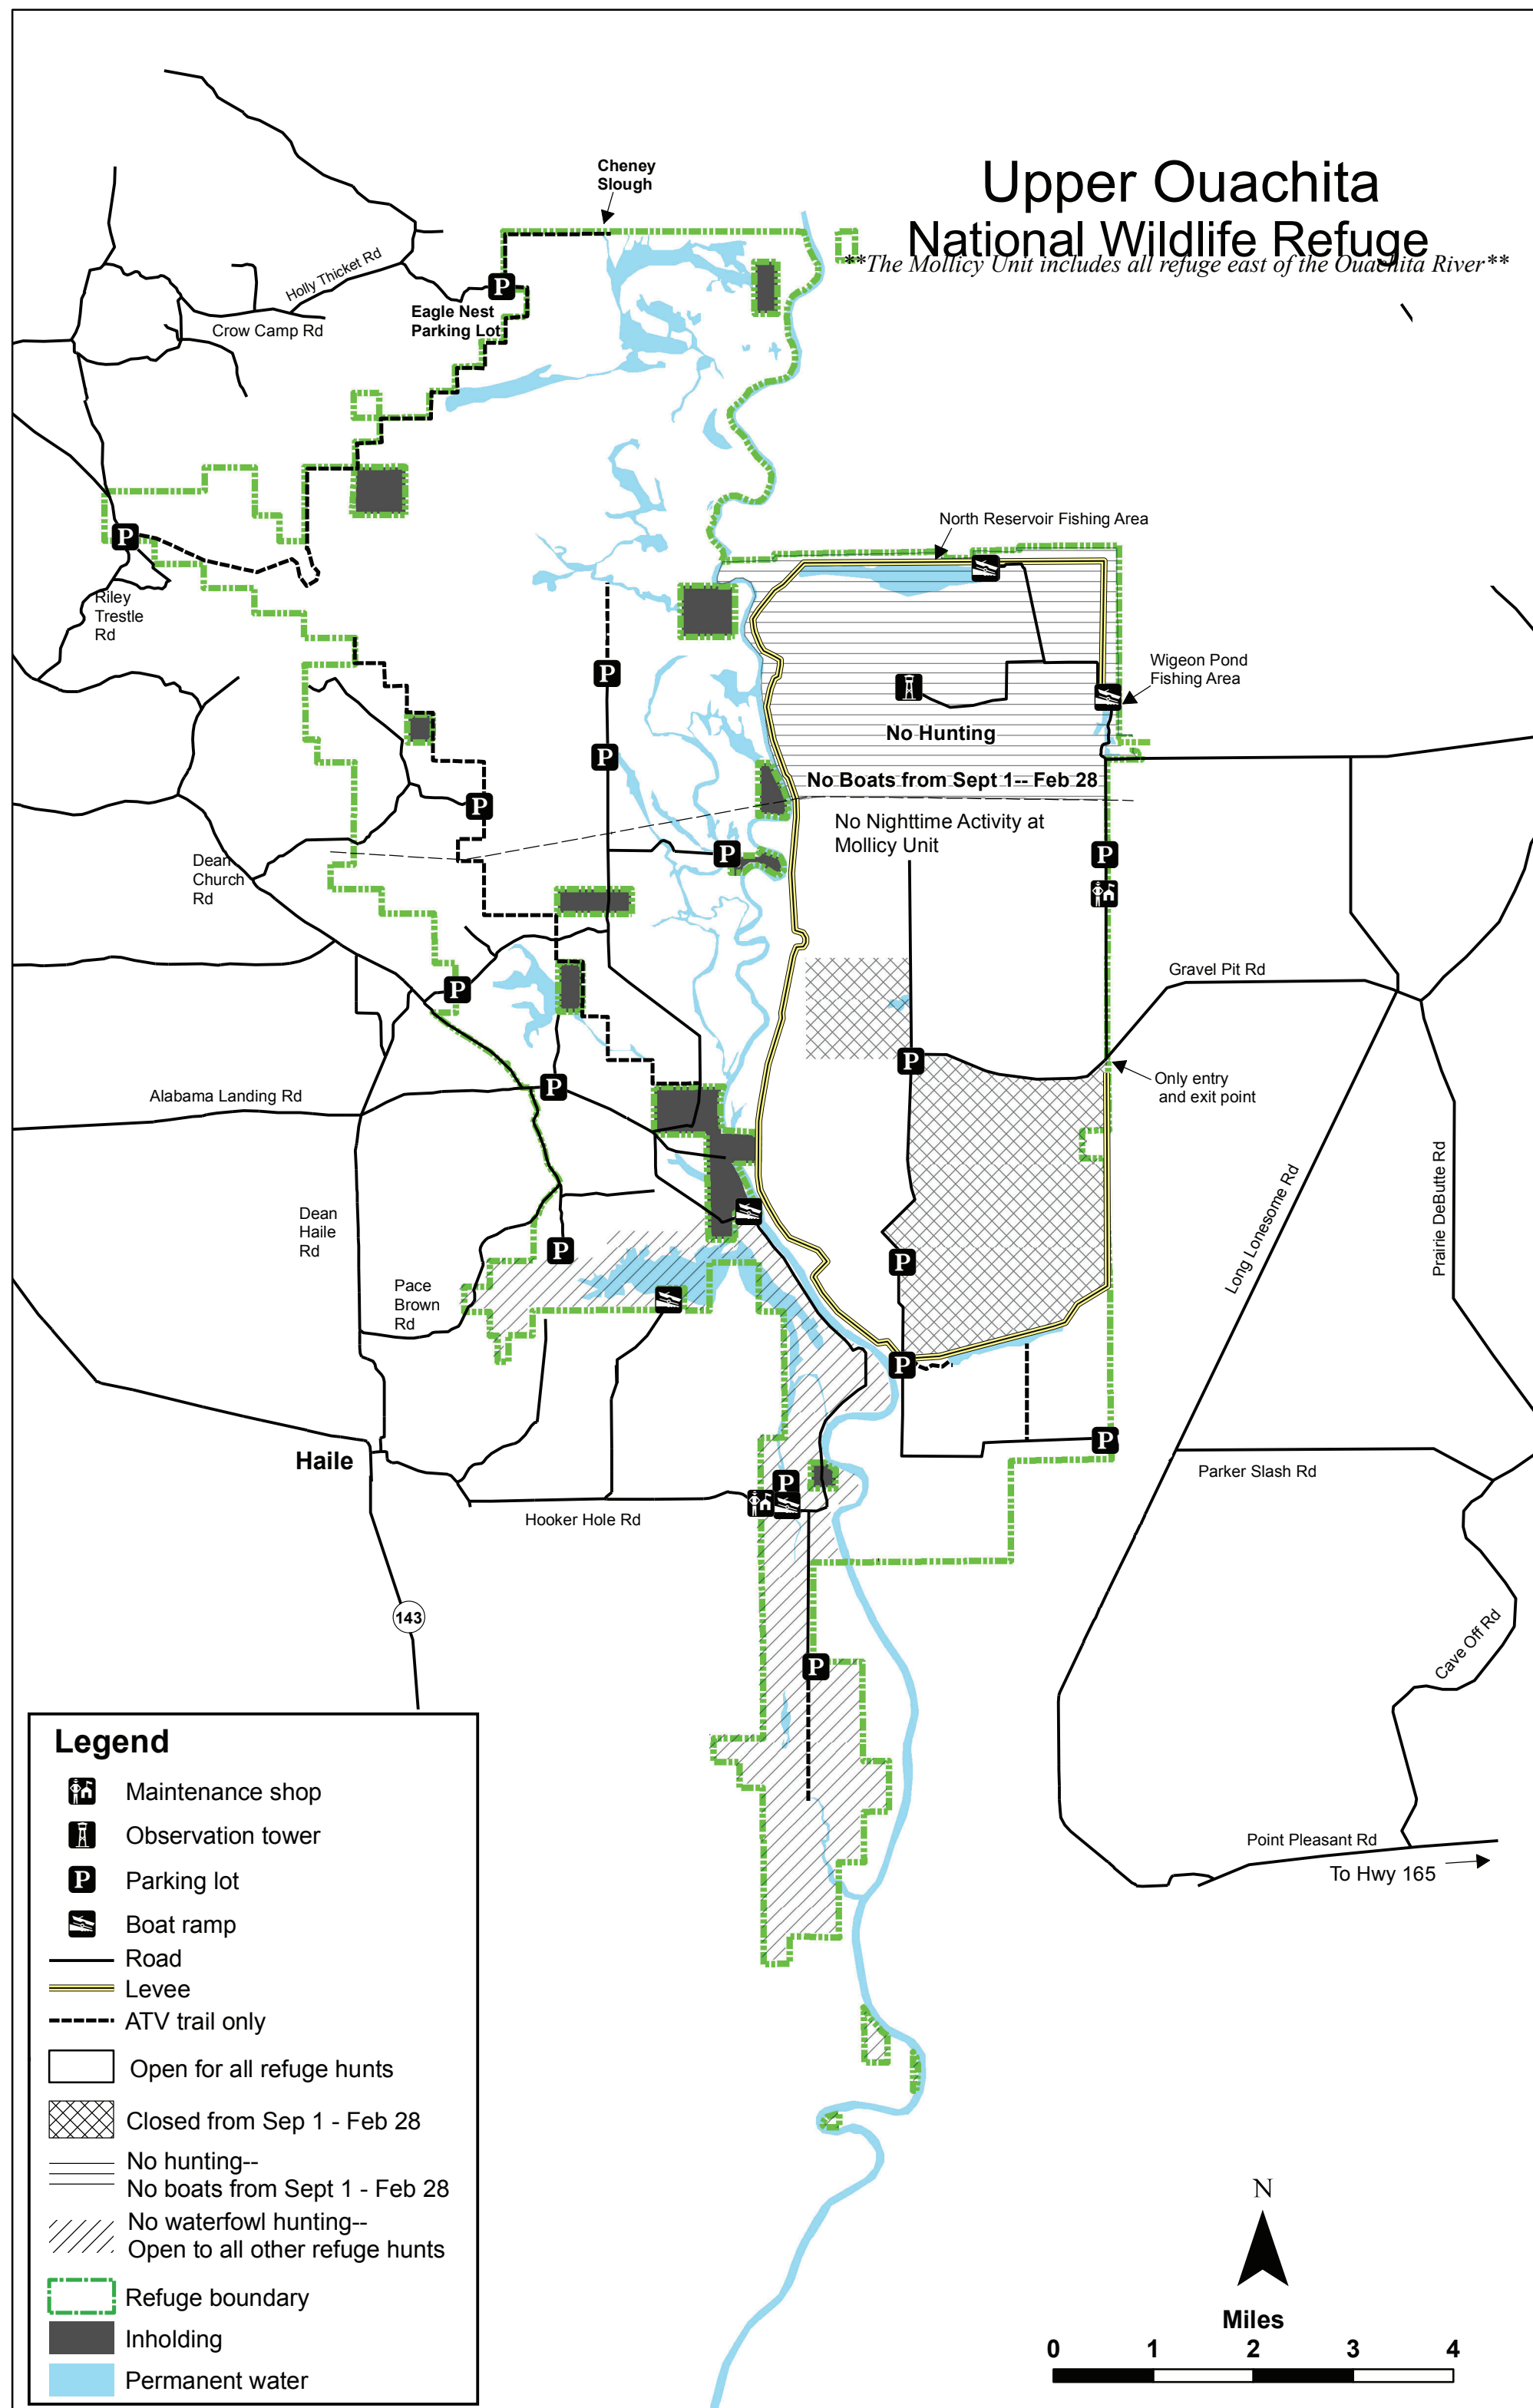 Upper Ouachita
National Wildlife Refuge
**The Mollicy Unit includes all refuge east of the Ouachita River**
Cheney
Slough
Holly Thicket Rd
P
Eagle Nest
Parking Lot
Crow Camp Rd
North Reservoir Fishing Area
P
Riley
Trestle
Rd
P
Wigeon Pond
Fishing Area
No Hunting
P
No Boats from Sept 1-- Feb 28
P
No Nighttime Activity at
Mollicy Unit
P
P
Dean
Church
Rd
Gravel Pit Rd
P
P
Only entry
and exit point
P
Alabama Landing Rd
Long Lonesome Rd
Prairie DeButte Rd
Dean
Haile
Rd
P
P
Pace
Brown
Rd
P
P
Haile
Parker Slash Rd
P
Hooker Hole Rd
143
Cave Off Rd
P
Point Pleasant Rd
To Hwy 165
Legend
Maintenance shop
Observation tower
P Parking lot
Boat ramp
Road
Levee
ATV trail only
Open for all refuge hunts
Closed from Sep 1 - Feb 28
No hunting--
No boats from Sept 1 - Feb 28
No waterfowl hunting--
Open to all other refuge hunts
Refuge boundary
Inholding
Permanent water
N
Miles
0 1 2 3 4